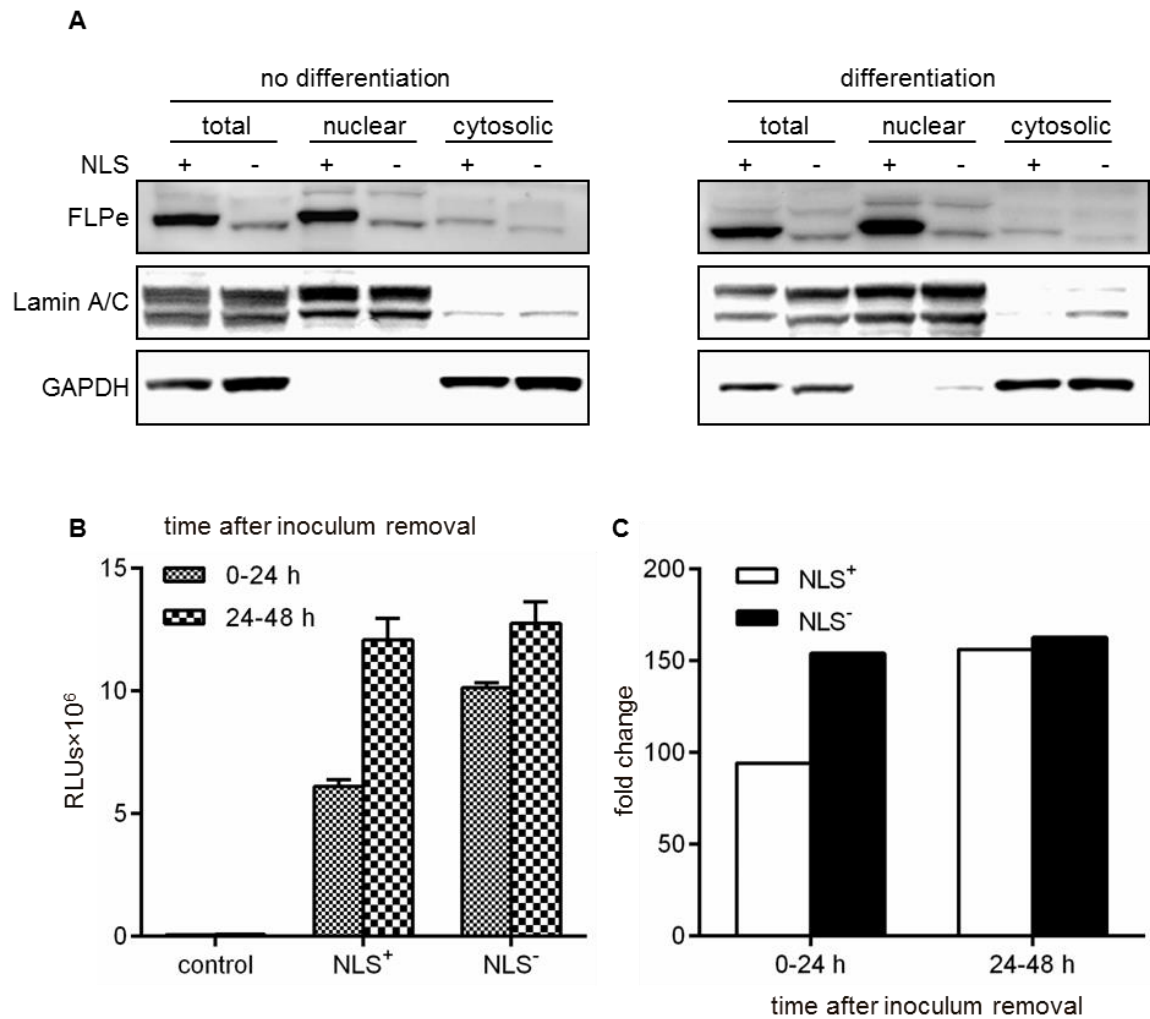 A
no differentiation
differentiation
total nuclear cytosolic
total nuclear cytosolic
NLS + - + - + -
+ - + - + -
FLPe
Lamin A/C
GAPDH
B time after inoculum removal
0-24 h
24-48 h
15
10
5
0
RLUs×10⁶
control NLS⁺ NLS⁻
C
NLS⁺
NLS⁻
200
150
100
50
0
fold change
0-24 h 24-48 h
time after inoculum removal